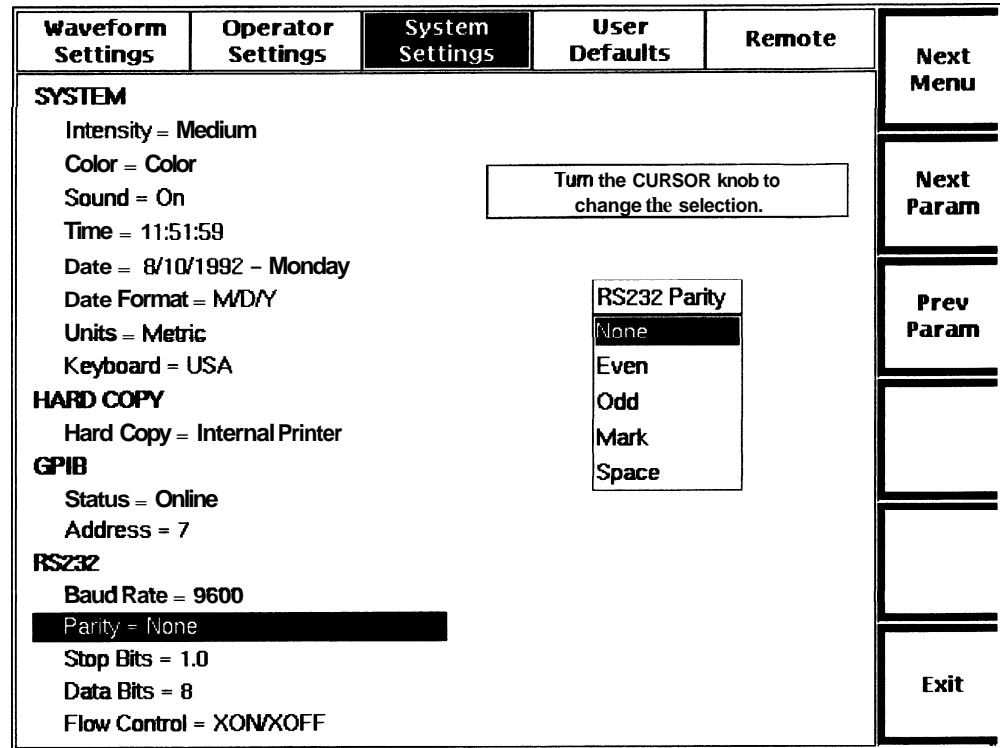 Waveform Settings
Operator Settings
System Settings
User Defaults
Remote
SYSTEM
Intensity = Medium
Color = Color
Sound = On
Time = 11:51:59
Date = 8/10/1992 – Monday
Date Format = M/D/Y
Units = Metric
Keyboard = USA
HARD COPY
Hard Copy = Internal Printer
GPIB
Status = Online
Address = 7
RS232
Baud Rate = 9600
Parity = None
Stop Bits = 1.0
Data Bits = 8
Flow Control = XON/XOFF
Turn the CURSOR knob to
change the selection.
RS232 Parity
None
Even
Odd
Mark
Space
Next
Menu
Next
Param
Prev
Param
Exit